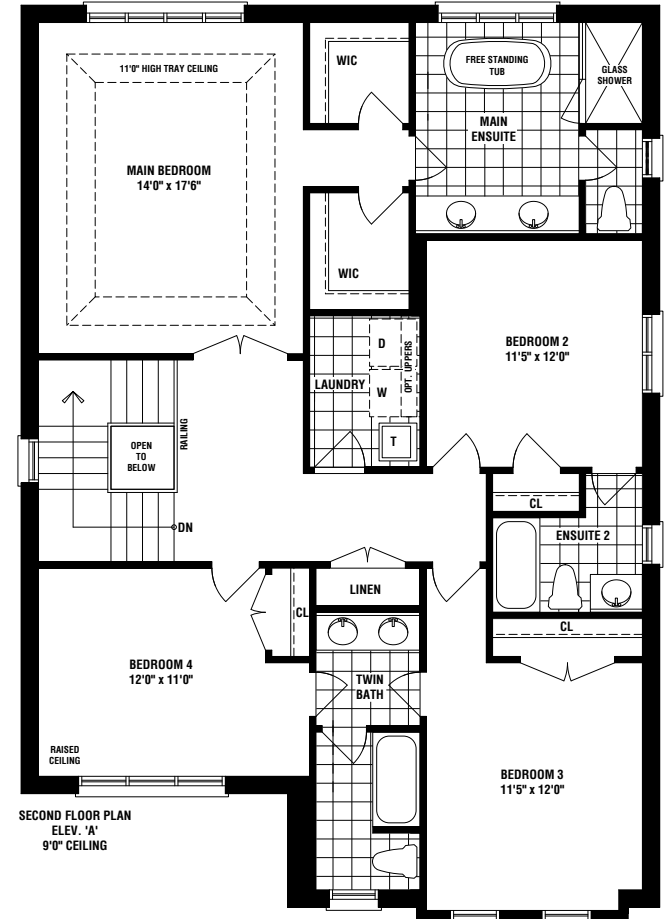 WIC
FREE STANDING
TUB
GLASS
SHOWER
11'0" HIGH TRAY CEILING
MAIN
ENSUITE
MAIN BEDROOM
14'0" x 17'6"
WIC
BEDROOM 2
11'5" x 12'0"
D
OPT. UPPERS
LAUNDRY
W
T
RAILING
OPEN
TO
BELOW
DN
CL
ENSUITE 2
LINEN
CL
CL
BEDROOM 4
12'0" x 11'0"
TWIN
BATH
RAISED
CEILING
BEDROOM 3
11'5" x 12'0"
SECOND FLOOR PLAN
ELEV. 'A'
9'0" CEILING